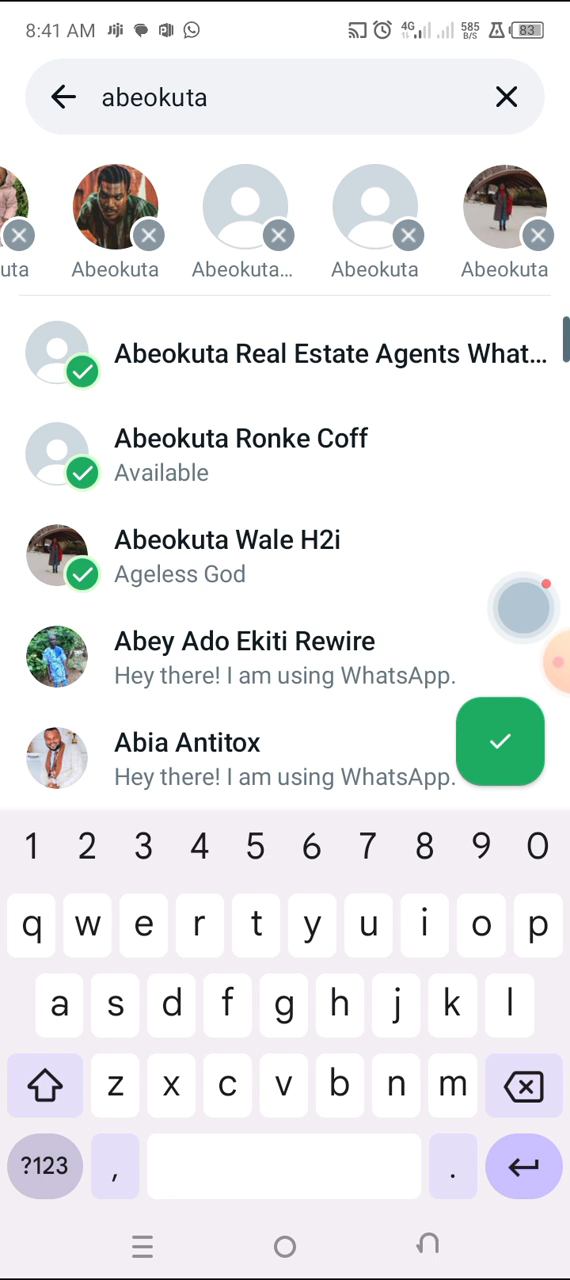 8:41 AM Jiji 4G 585 B/S 83
abeokuta
uta Abeokuta Abeokuta... Abeokuta Abeokuta
Abeokuta Real Estate Agents What...
Abeokuta Ronke Coff
Available
Abeokuta Wale H2i
Ageless God
Abey Ado Ekiti Rewire
Hey there! I am using WhatsApp.
Abia Antitox
Hey there! I am using WhatsApp.
1 2 3 4 5 6 7 8 9 0
q w e r t y u i o p
a s d f g h j k l
z x c v b n m
?123 , .